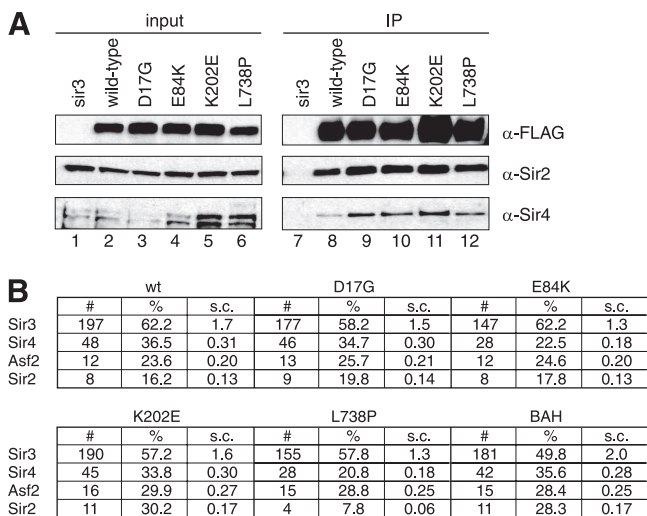 A
input IP
sir3 wild-type D17G E84K K202E L738P sir3 wild-type D17G E84K K202E L738P
α-FLAG
α-Sir2
α-Sir4
1 2 3 4 5 6 7 8 9 10 11 12
B
wt D17G E84K
# % s.c. # % s.c. # % s.c.
Sir3 197 62.2 1.7 177 58.2 1.5 147 62.2 1.3
Sir4 48 36.5 0.31 46 34.7 0.30 28 22.5 0.18
Asf2 12 23.6 0.20 13 25.7 0.21 12 24.6 0.20
Sir2 8 16.2 0.13 9 19.8 0.14 8 17.8 0.13
K202E L738P BAH
# % s.c. # % s.c. # % s.c.
Sir3 190 57.2 1.6 155 57.8 1.3 181 49.8 2.0
Sir4 45 33.8 0.30 28 20.8 0.18 42 35.6 0.28
Asf2 16 29.9 0.27 15 28.8 0.25 15 28.4 0.25
Sir2 11 30.2 0.17 4 7.8 0.06 11 28.3 0.17